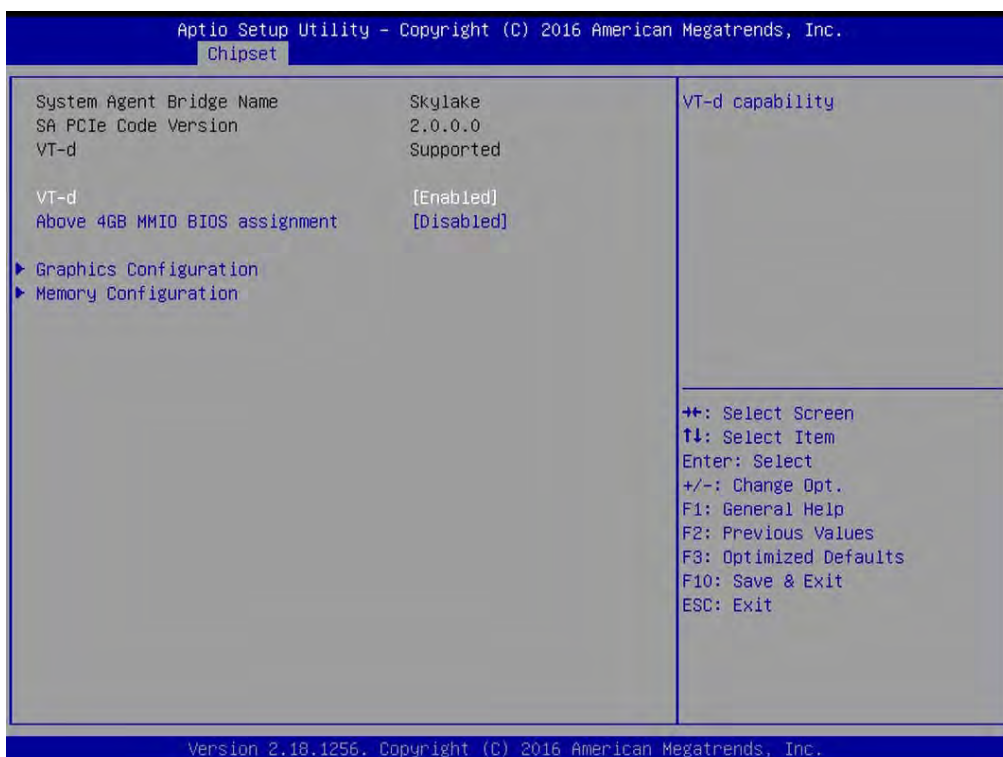 Aptio Setup Utility – Copyright (C) 2016 American Megatrends, Inc.
Chipset
System Agent Bridge Name Skylake
SA PCIe Code Version 2.0.0.0
VT-d Supported
VT-d [Enabled]
Above 4GB MMIO BIOS assignment [Disabled]
▶ Graphics Configuration
▶ Memory Configuration
VT-d capability
→←: Select Screen
↑↓: Select Item
Enter: Select
+/-: Change Opt.
F1: General Help
F2: Previous Values
F3: Optimized Defaults
F10: Save & Exit
ESC: Exit
Version 2.18.1256. Copyright (C) 2016 American Megatrends, Inc.